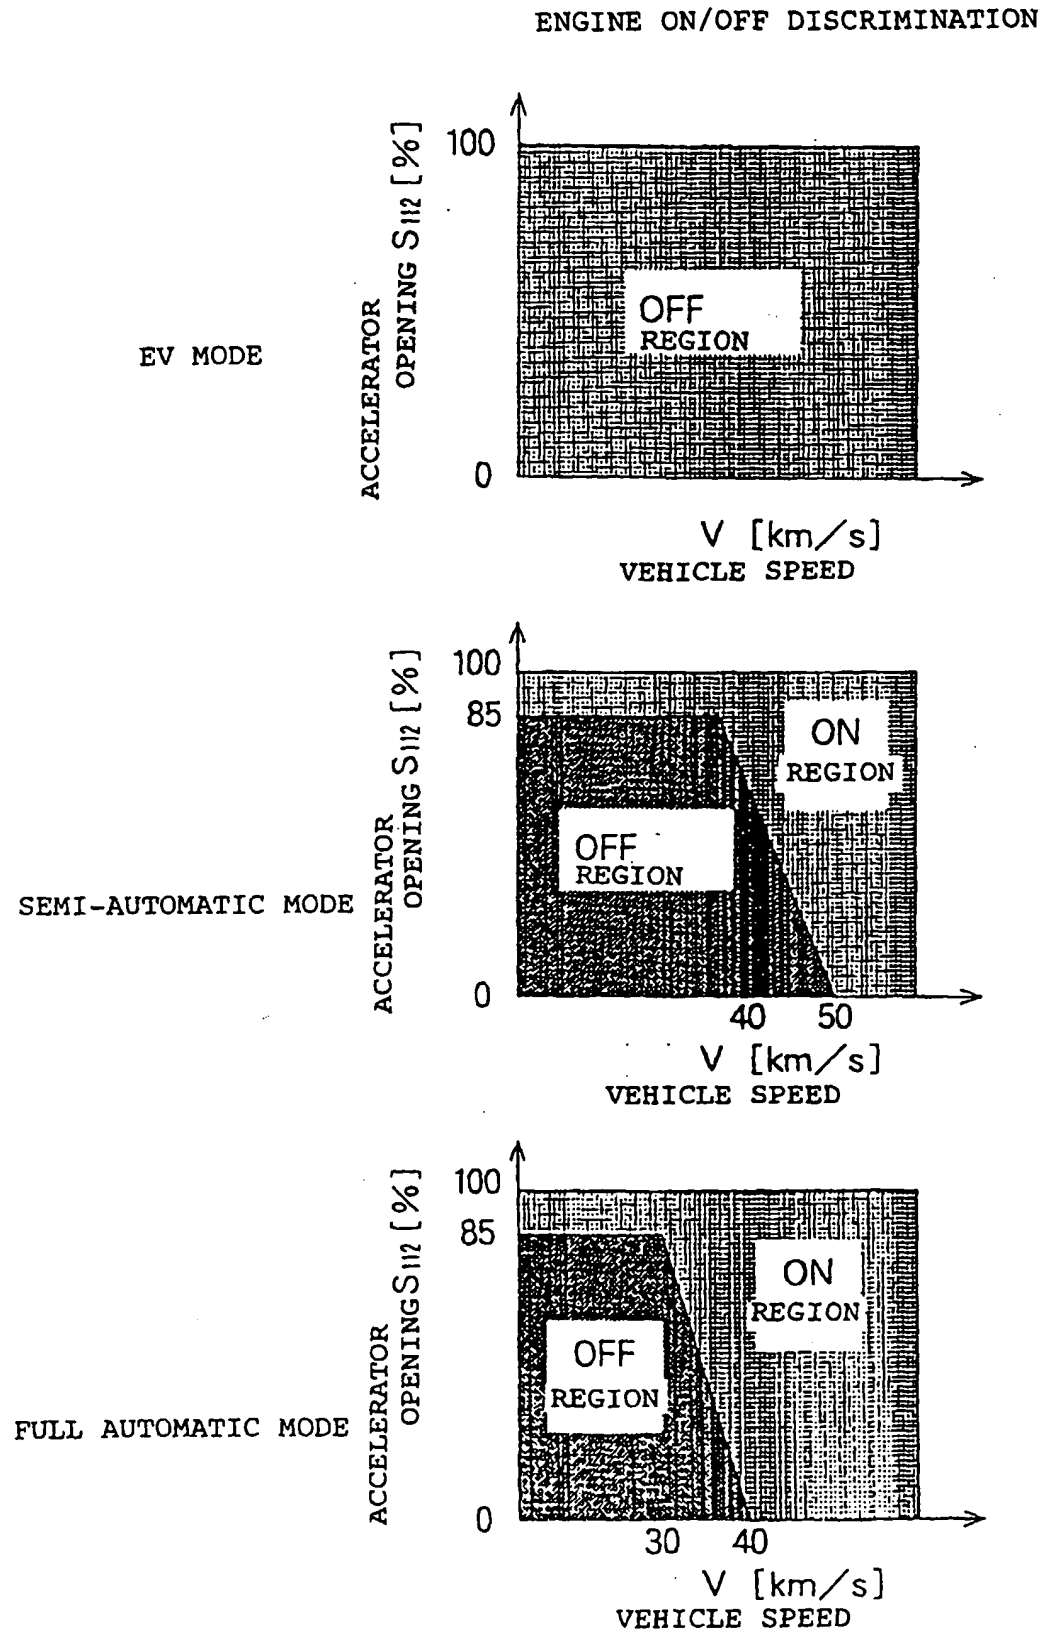 ENGINE ON/OFF DISCRIMINATION
EV MODE
ACCELERATOR
OPENING S112 [%]
100
OFF
REGION
0
V [km/s]
VEHICLE SPEED
SEMI-AUTOMATIC MODE
ACCELERATOR
OPENING S112 [%]
100
85
ON
REGION
OFF
REGION
0
40 50
V [km/s]
VEHICLE SPEED
FULL AUTOMATIC MODE
ACCELERATOR
OPENING S112 [%]
100
85
ON
REGION
OFF
REGION
0
30 40
V [km/s]
VEHICLE SPEED